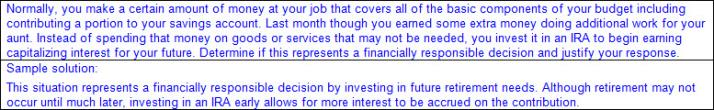 Normally, you make a certain amount of money at your job that covers all of the basic components of your budget including
contributing a portion to your savings account. Last month though you earned some extra money doing additional work for your
aunt. Instead of spending that money on goods or services that may not be needed, you invest it in an IRA to begin earning
capitalizing interest for your future. Determine if this represents a financially responsible decision and justify your response.
Sample solution:
This situation represents a financially responsible decision by investing in future retirement needs. Although retirement may not
occur until much later, investing in an IRA early allows for more interest to be accrued on the contribution.